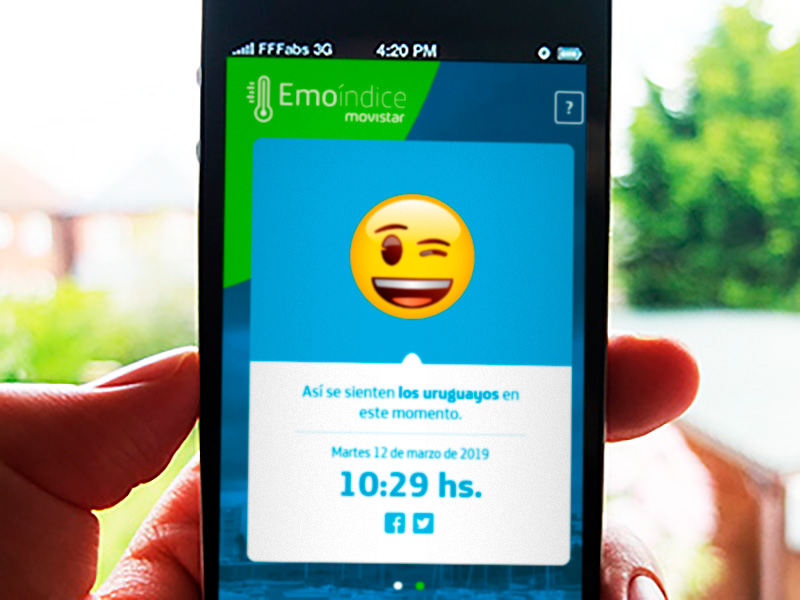 FFFabs 3G 4:20 PM
Emoíndice
movistar
?
Así se sienten los uruguayos en
este momento.
Martes 12 de marzo de 2019
10:29 hs.